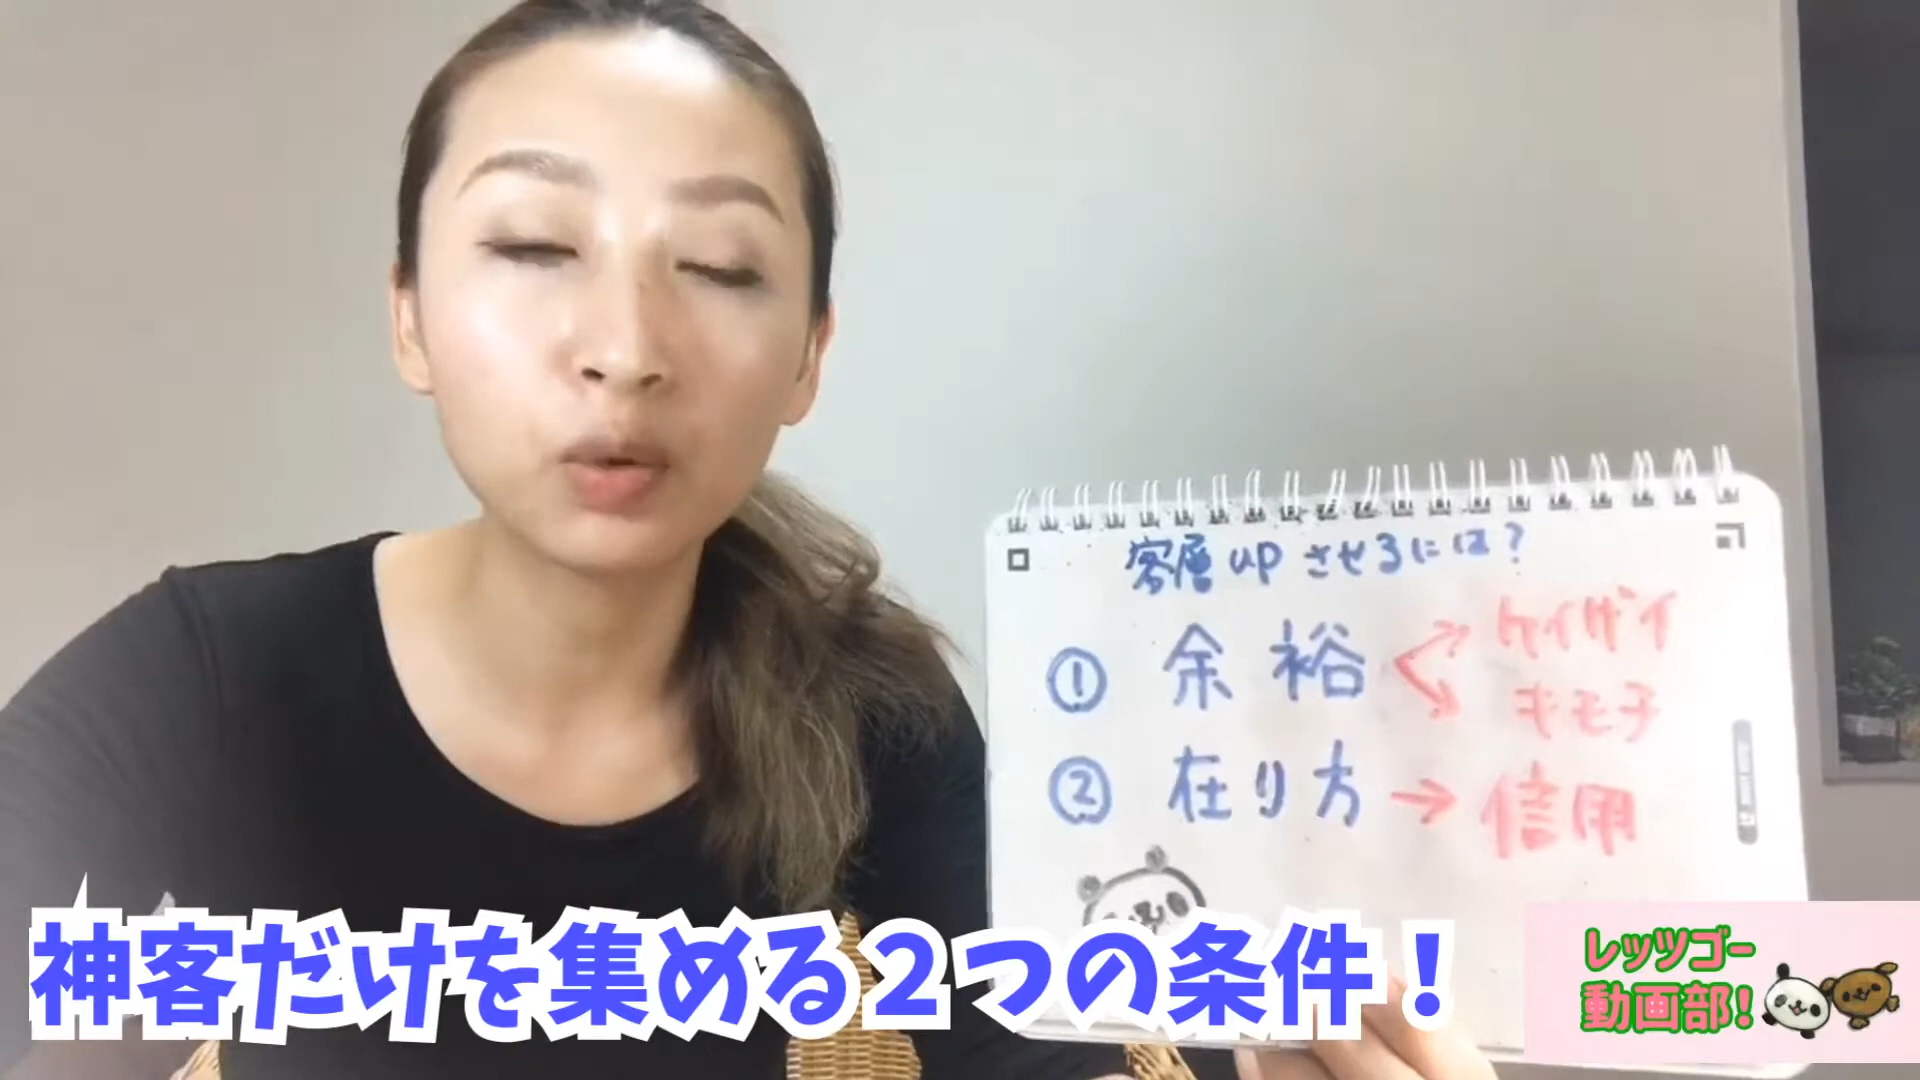 客層upさせるには?
① 余裕
ケイザイ
キモチ
② 在り方 → 信用
神客だけを集める2つの条件!
レッツゴー
動画部!